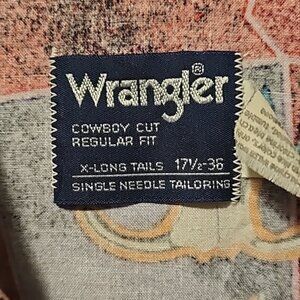 Wrangler®
COWBOY CUT
REGULAR FIT
X-LONG TAILS 17½-36
SINGLE NEEDLE TAILORING